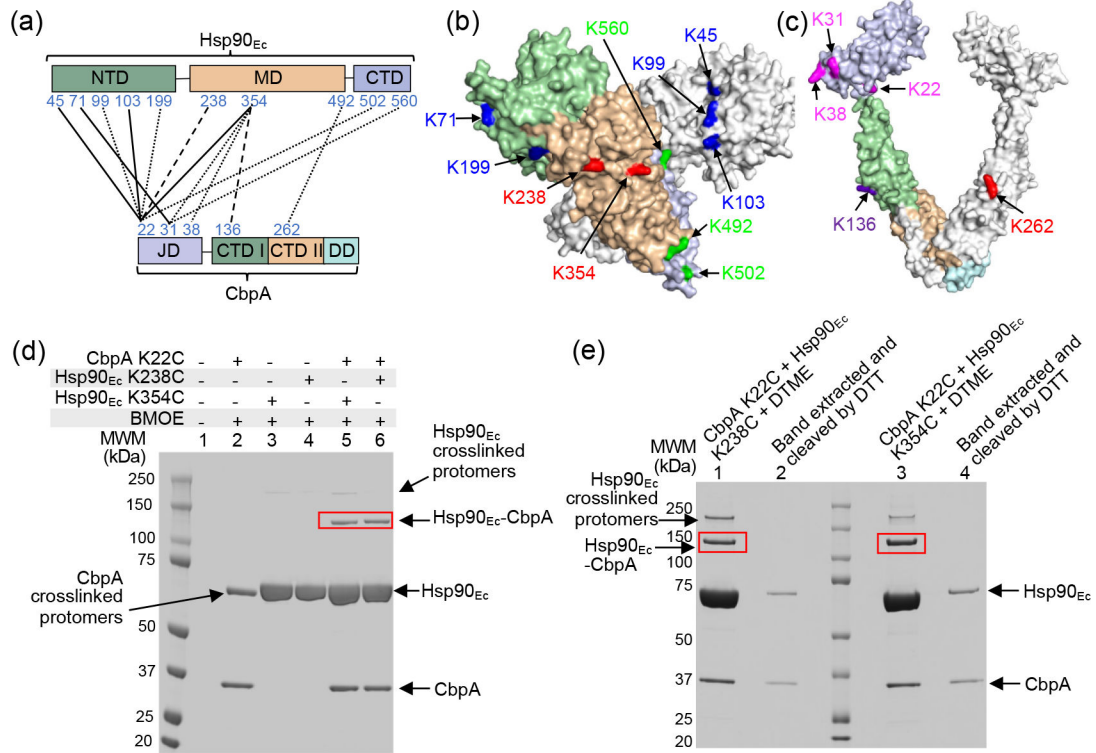 (a)
Hsp90Ec
NTD MD CTD
45 71 99 103 199 238 354 492 502 560
22 31 38 136 262
JD CTD I CTD II DD
CbpA
(b)
K560
K45
K99
K71
K199
K238
K103
K492
K354
K502
(c)
K31
K38
K22
K136
K262
(d)
CbpA K22C - + - - + +
Hsp90Ec K238C - - - + - +
Hsp90Ec K354C - - + - + -
BMOE - + + + + +
MWM 1 2 3 4 5 6
(kDa)
250
150
100
75
50
37
25
20
Hsp90Ec
crosslinked
protomers
Hsp90Ec-CbpA
CbpA
crosslinked
protomers
Hsp90Ec
CbpA
(e)
CbpA K22C + Hsp90Ec
K238C + DTME
Band extracted and
cleaved by DTT
CbpA K22C + Hsp90Ec
K354C + DTME
Band extracted and
cleaved by DTT
MWM
(kDa)
1 2 3 4
Hsp90Ec
crosslinked
protomers
Hsp90Ec
-CbpA
250
150
100
75
50
37
25
20
Hsp90Ec
CbpA